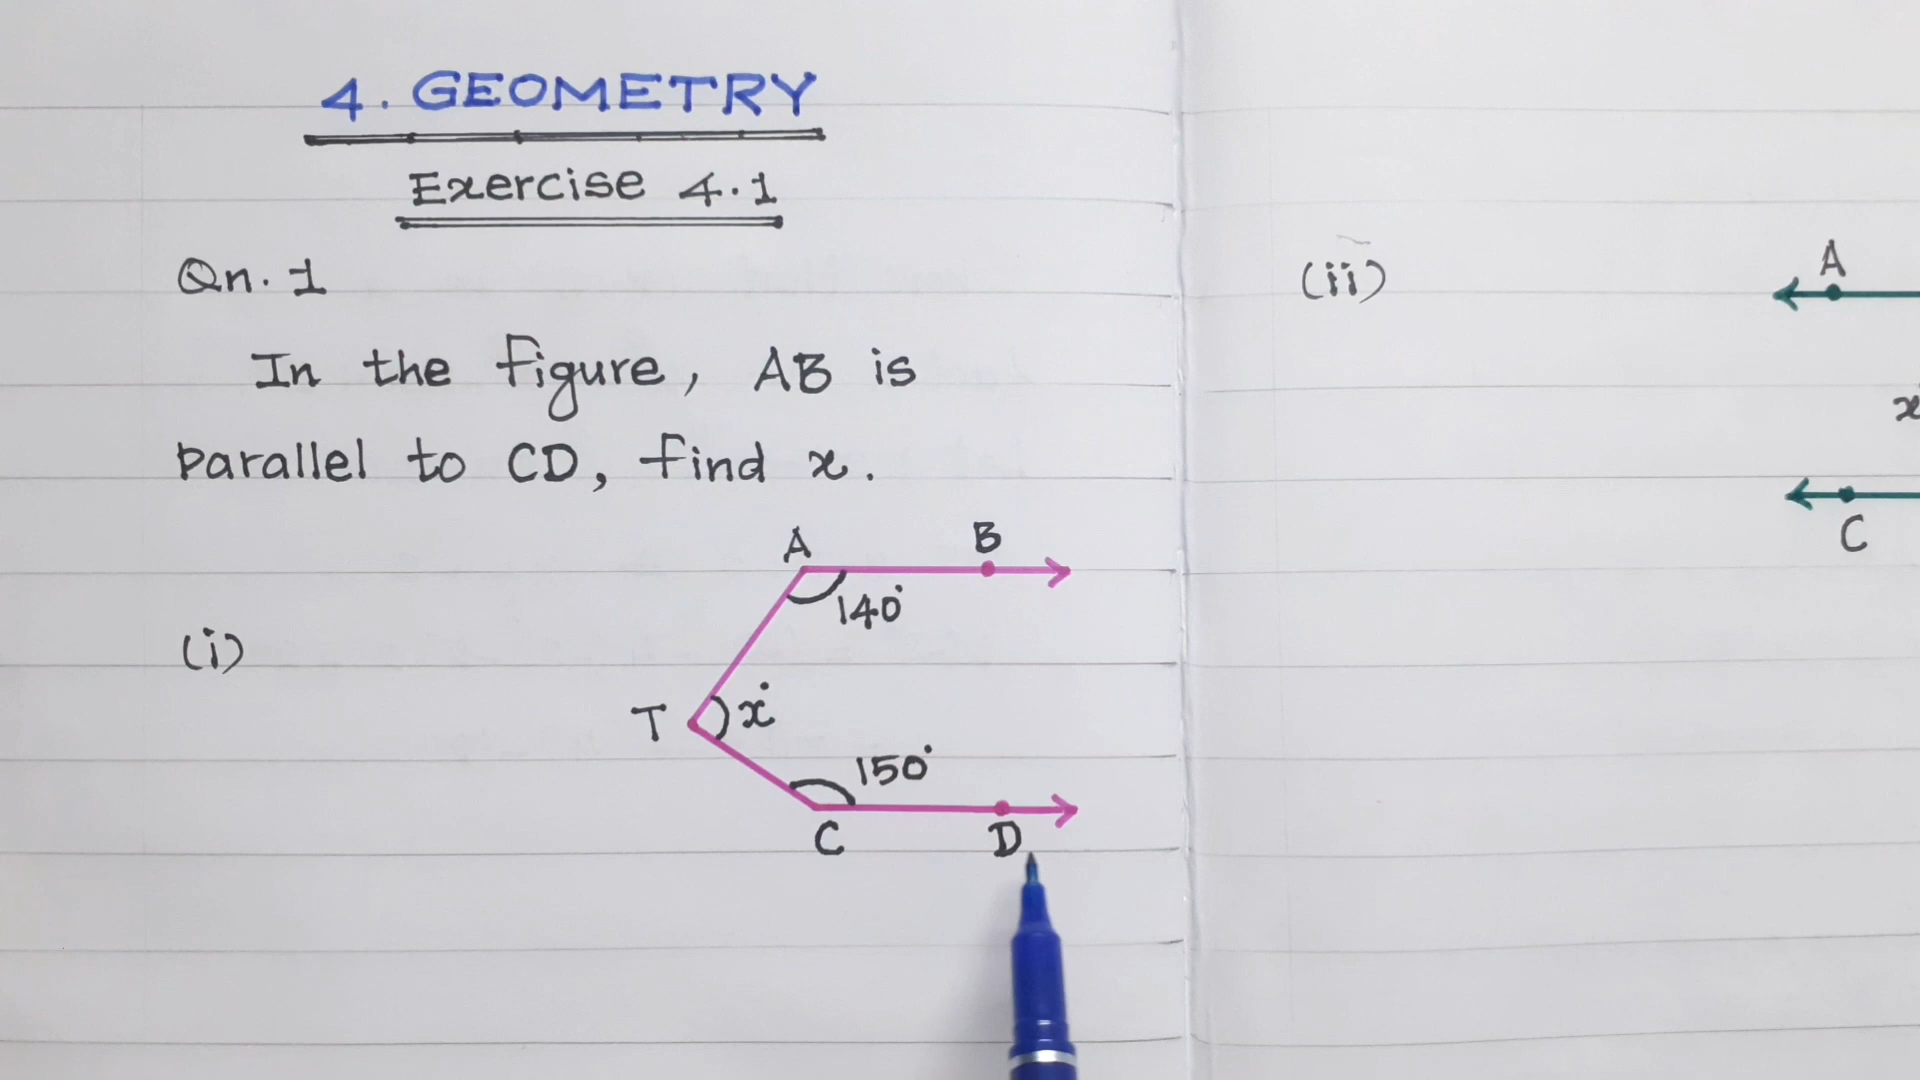 4. GEOMETRY
Exercise 4.1
Qn. 1
In the figure, AB is
parallel to CD, find x.
(i)
A B
140°
T x°
150°
C D
(ii)
A
x
C